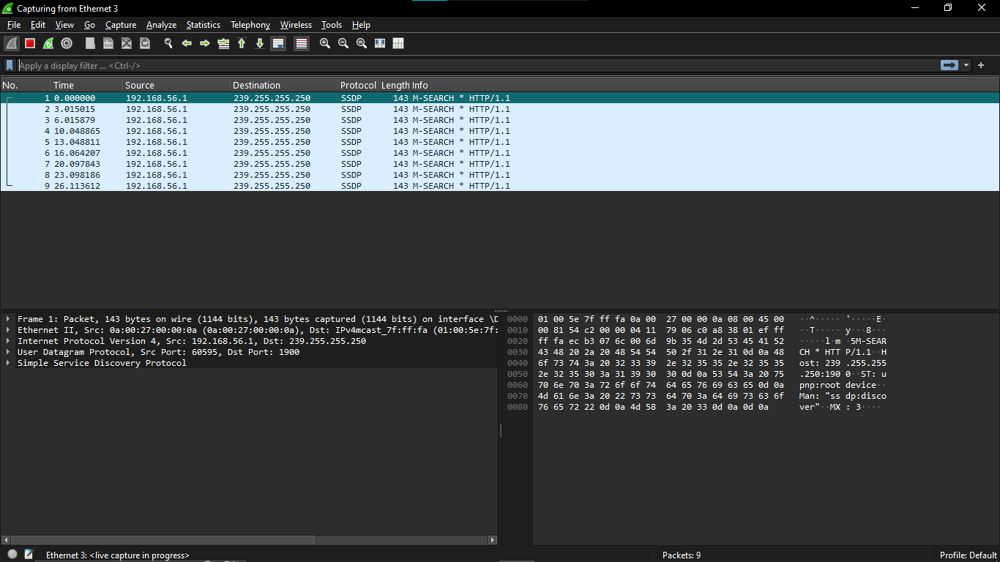 Capturing from Ethernet 3
File Edit View Go Capture Analyze Statistics Telephony Wireless Tools Help
Apply a display filter ... <Ctrl-/>
No. Time Source Destination Protocol Length Info
1 0.000000 192.168.56.1 239.255.255.250 SSDP 143 M-SEARCH * HTTP/1.1
2 3.015015 192.168.56.1 239.255.255.250 SSDP 143 M-SEARCH * HTTP/1.1
3 6.015879 192.168.56.1 239.255.255.250 SSDP 143 M-SEARCH * HTTP/1.1
4 10.048865 192.168.56.1 239.255.255.250 SSDP 143 M-SEARCH * HTTP/1.1
5 13.048811 192.168.56.1 239.255.255.250 SSDP 143 M-SEARCH * HTTP/1.1
6 16.064207 192.168.56.1 239.255.255.250 SSDP 143 M-SEARCH * HTTP/1.1
7 20.097843 192.168.56.1 239.255.255.250 SSDP 143 M-SEARCH * HTTP/1.1
8 23.098186 192.168.56.1 239.255.255.250 SSDP 143 M-SEARCH * HTTP/1.1
9 26.113612 192.168.56.1 239.255.255.250 SSDP 143 M-SEARCH * HTTP/1.1
Frame 1: Packet, 143 bytes on wire (1144 bits), 143 bytes captured (1144 bits) on interface \D
Ethernet II, Src: 0a:00:27:00:00:0a (0a:00:27:00:00:0a), Dst: IPv4mcast_7f:ff:fa (01:00:5e:7f:
Internet Protocol Version 4, Src: 192.168.56.1, Dst: 239.255.255.250
User Datagram Protocol, Src Port: 60595, Dst Port: 1900
Simple Service Discovery Protocol
0000 01 00 5e 7f ff fa 0a 00 27 00 00 0a 08 00 45 00 ··^····· '·····E·
0010 00 81 54 c2 00 00 04 11 79 06 c0 a8 38 01 ef ff ··T····· y···8···
0020 ff fa ec b3 07 6c 00 6d 9b 35 4d 2d 53 45 41 52 ·····l·m ·5M-SEAR
0030 43 48 20 2a 20 48 54 54 50 2f 31 2e 31 0d 0a 48 CH * HTT P/1.1··H
0040 6f 73 74 3a 20 32 33 39 2e 32 35 35 2e 32 35 35 ost: 239 .255.255
0050 2e 32 35 30 3a 31 39 30 30 0d 0a 53 54 3a 20 75 .250:190 0··ST: u
0060 70 6e 70 3a 72 6f 6f 74 64 65 76 69 63 65 0d 0a pnp:root device··
0070 4d 61 6e 3a 20 22 73 73 64 70 3a 64 69 73 63 6f Man: "ss dp:disco
0080 76 65 72 22 0d 0a 4d 58 3a 20 33 0d 0a 0d 0a ver"··MX : 3····
Ethernet 3: <live capture in progress> Packets: 9 Profile: Default